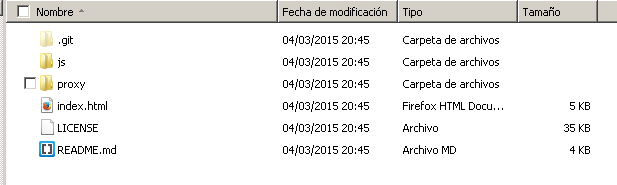 Nombre Fecha de modificación Tipo Tamaño
.git 04/03/2015 20:45 Carpeta de archivos
js 04/03/2015 20:45 Carpeta de archivos
proxy 04/03/2015 20:45 Carpeta de archivos
index.html 04/03/2015 20:45 Firefox HTML Docu... 5 KB
LICENSE 04/03/2015 20:45 Archivo 35 KB
README.md 04/03/2015 20:45 Archivo MD 4 KB